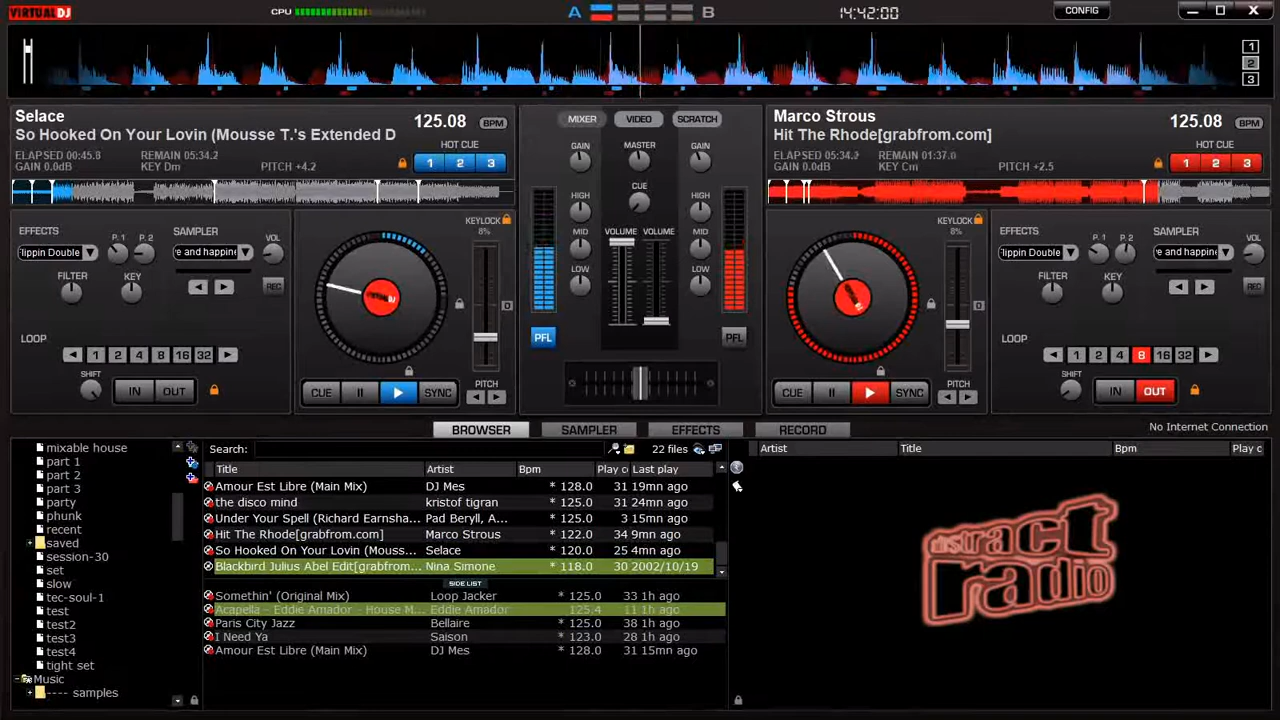 VIRTUAL DJ
CPU
A
B
14:42:00
CONFIG
1
2
3
Selace
So Hooked On Your Lovin (Mousse T.'s Extended D
125.08 BPM
ELAPSED 00:45.8 REMAIN 05:34.2
GAIN 0.0dB KEY Dm PITCH +4.2
HOT CUE
1 2 3
MIXER VIDEO SCRATCH
GAIN MASTER GAIN
HIGH CUE HIGH
MID VOLUME VOLUME MID
LOW LOW
PFL PFL
Marco Strous
Hit The Rhode[grabfrom.com]
125.08 BPM
REMAIN 01:37.0
GAIN 0.0dB KEY Cm PITCH +2.5
HOT CUE
1 2 3
EFFECTS P. 1 P. 2 SAMPLER VOL
lippin Double e and happine
FILTER KEY REC
LOOP
1 2 4 8 16 32
SHIFT IN OUT
KEYLOCK
8%
CUE SYNC PITCH
KEYLOCK
8%
CUE SYNC PITCH
EFFECTS P. 1 P. 2 SAMPLER VOL
lippin Double e and happine
FILTER KEY REC
LOOP
1 2 4 8 16 32
SHIFT IN OUT
BROWSER SAMPLER EFFECTS RECORD
No Internet Connection
mixable house
part 1
part 2
part 3
party
phunk
recent
saved
session-30
set
slow
tec-soul-1
test
test2
test3
test4
tight set
Music
---- samples
Search: 22 files
Title Artist Bpm Play c Last play
Amour Est Libre (Main Mix) DJ Mes * 128.0 31 19mn ago
the disco mind kristof tigran * 125.0 31 24mn ago
Under Your Spell (Richard Earnsha... Pad Beryll, A... * 125.0 3 15mn ago
Hit The Rhode[grabfrom.com] Marco Strous * 122.0 34 9mn ago
So Hooked On Your Lovin (Mouss... Selace * 120.0 25 4mn ago
Blackbird Julius Abel Edit[grabfrom... Nina Simone * 118.0 30 2002/10/19
SIDE LIST
Somethin' (Original Mix) Loop Jacker * 125.0 33 1h ago
Acapella - Eddie Amador - House M... Eddie Amador 125.4 11 1h ago
Paris City Jazz Bellaire * 125.0 38 1h ago
I Need Ya Saison * 123.0 28 1h ago
Amour Est Libre (Main Mix) DJ Mes * 128.0 31 15mn ago
Artist Title Bpm Play c
distract
radio